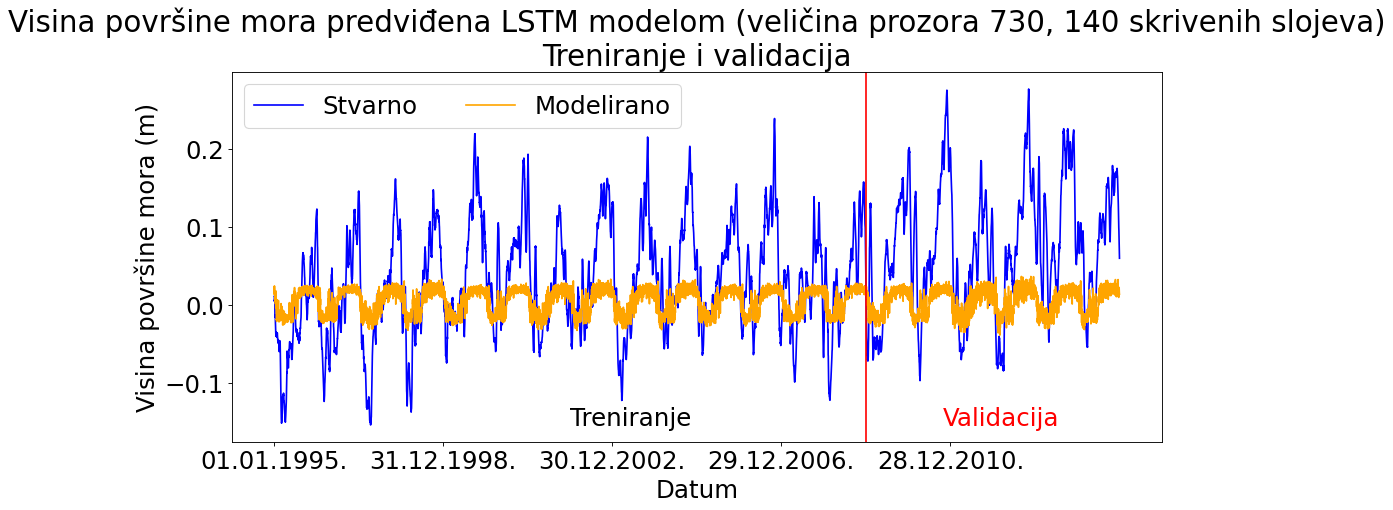 Visina površine mora predviđena LSTM modelom (veličina prozora 730, 140 skrivenih slojeva)
Treniranje i validacija
Stvarno
Modelirano
Visina površine mora (m)
0.2
0.1
0.0
−0.1
Treniranje
Validacija
01.01.1995.
31.12.1998.
30.12.2002.
29.12.2006.
28.12.2010.
Datum